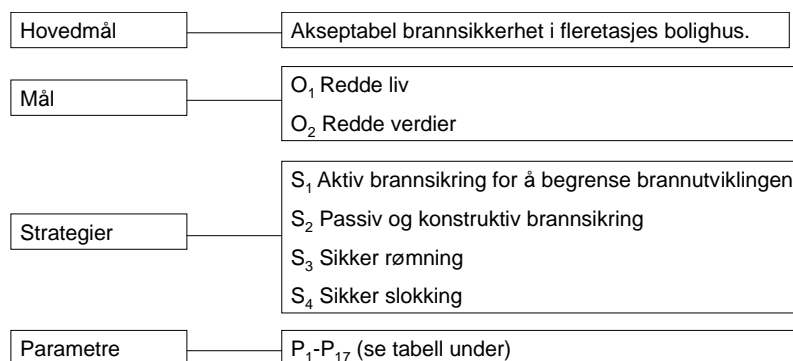 Hovedmål
Akseptabel brannsikkerhet i fleretasjes bolighus.
Mål
O₁ Redde liv
O₂ Redde verdier
Strategier
S₁ Aktiv brannsikring for å begrense brannutviklingen
S₂ Passiv og konstruktiv brannsikring
S₃ Sikker rømning
S₄ Sikker slokking
Parametre
P₁-P₁₇ (se tabell under)